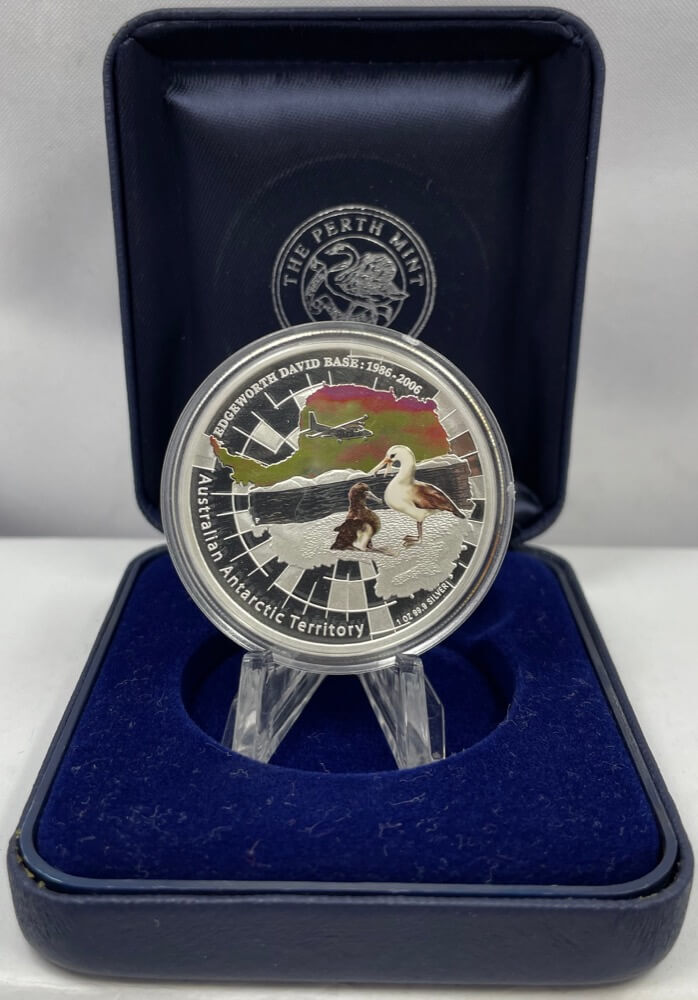 THE PERTH MINT
EDGEWORTH DAVID BASE: 1986-2006
Australian Antarctic Territory
1 OZ 99.9 SILVER